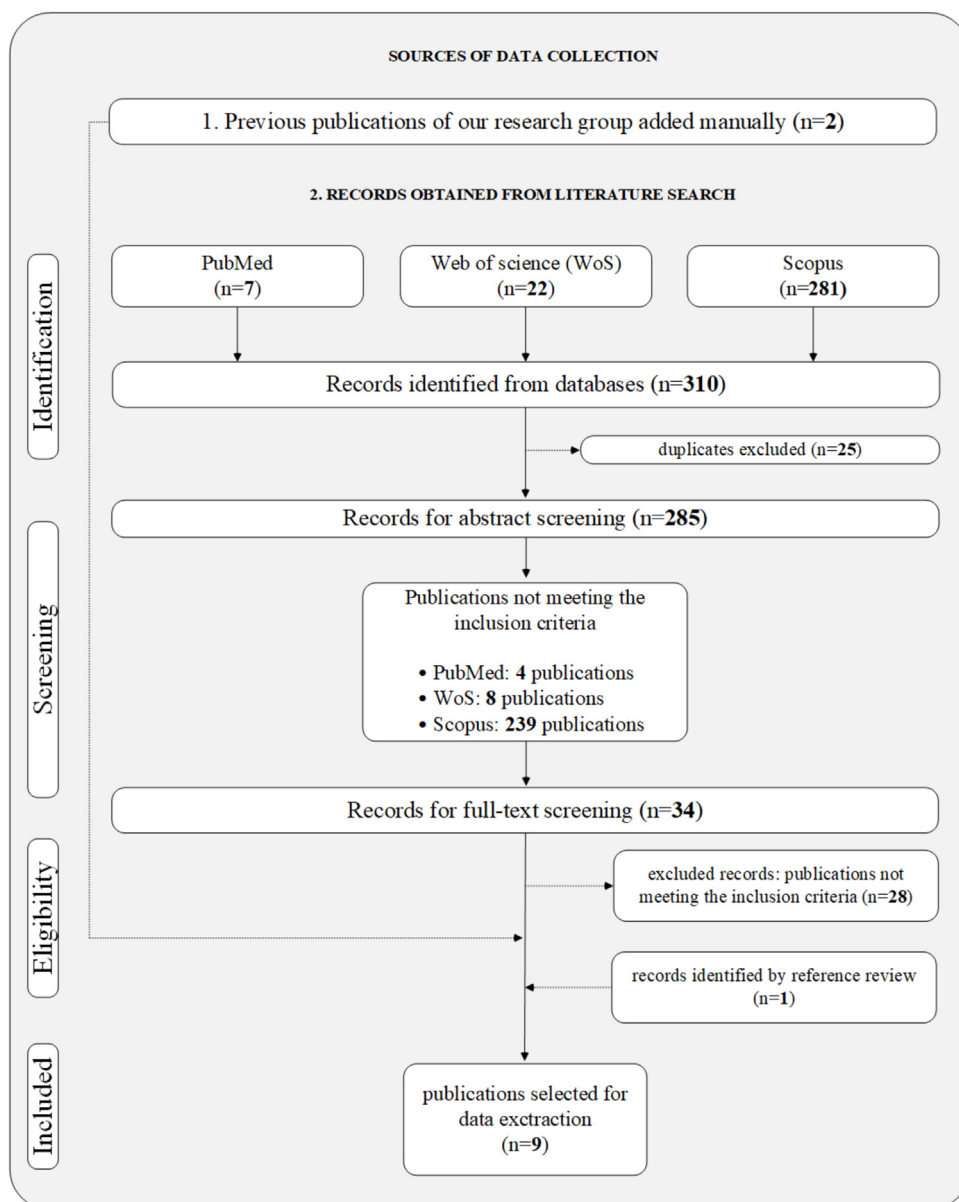 SOURCES OF DATA COLLECTION
1. Previous publications of our research group added manually (n=2)
2. RECORDS OBTAINED FROM LITERATURE SEARCH
Identification
PubMed
(n=7)
Web of science (WoS)
(n=22)
Scopus
(n=281)
Records identified from databases (n=310)
duplicates excluded (n=25)
Screening
Records for abstract screening (n=285)
Publications not meeting the
inclusion criteria
• PubMed: 4 publications
• WoS: 8 publications
• Scopus: 239 publications
Records for full-text screening (n=34)
Eligibility
excluded records: publications not
meeting the inclusion criteria (n=28)
records identified by reference review
(n=1)
Included
publications selected for
data exctraction
(n=9)